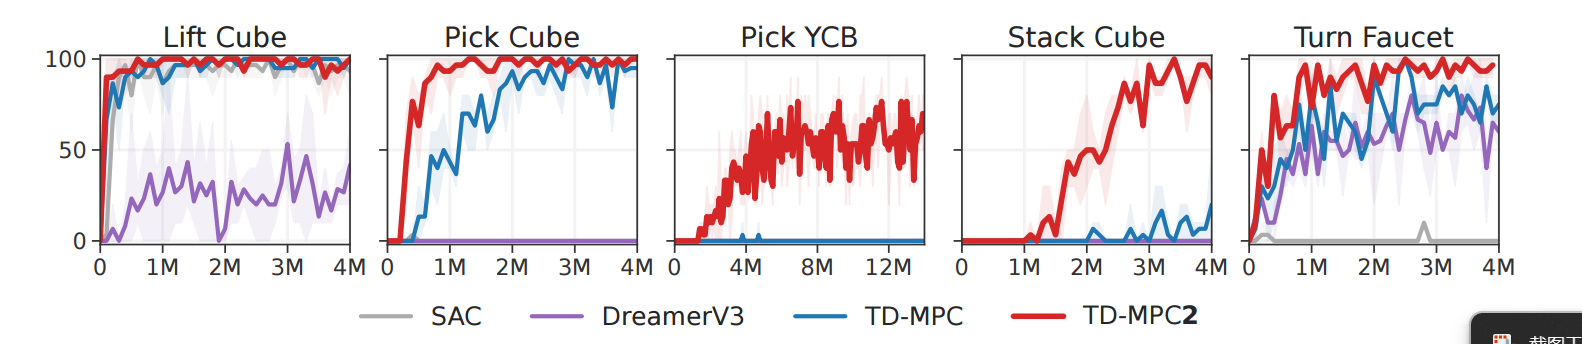 Lift Cube Pick Cube Pick YCB Stack Cube Turn Faucet
100
50
0
0 1M 2M 3M 4M 0 1M 2M 3M 4M 0 4M 8M 12M 0 1M 2M 3M 4M 0 1M 2M 3M 4M
SAC DreamerV3 TD-MPC TD-MPC2